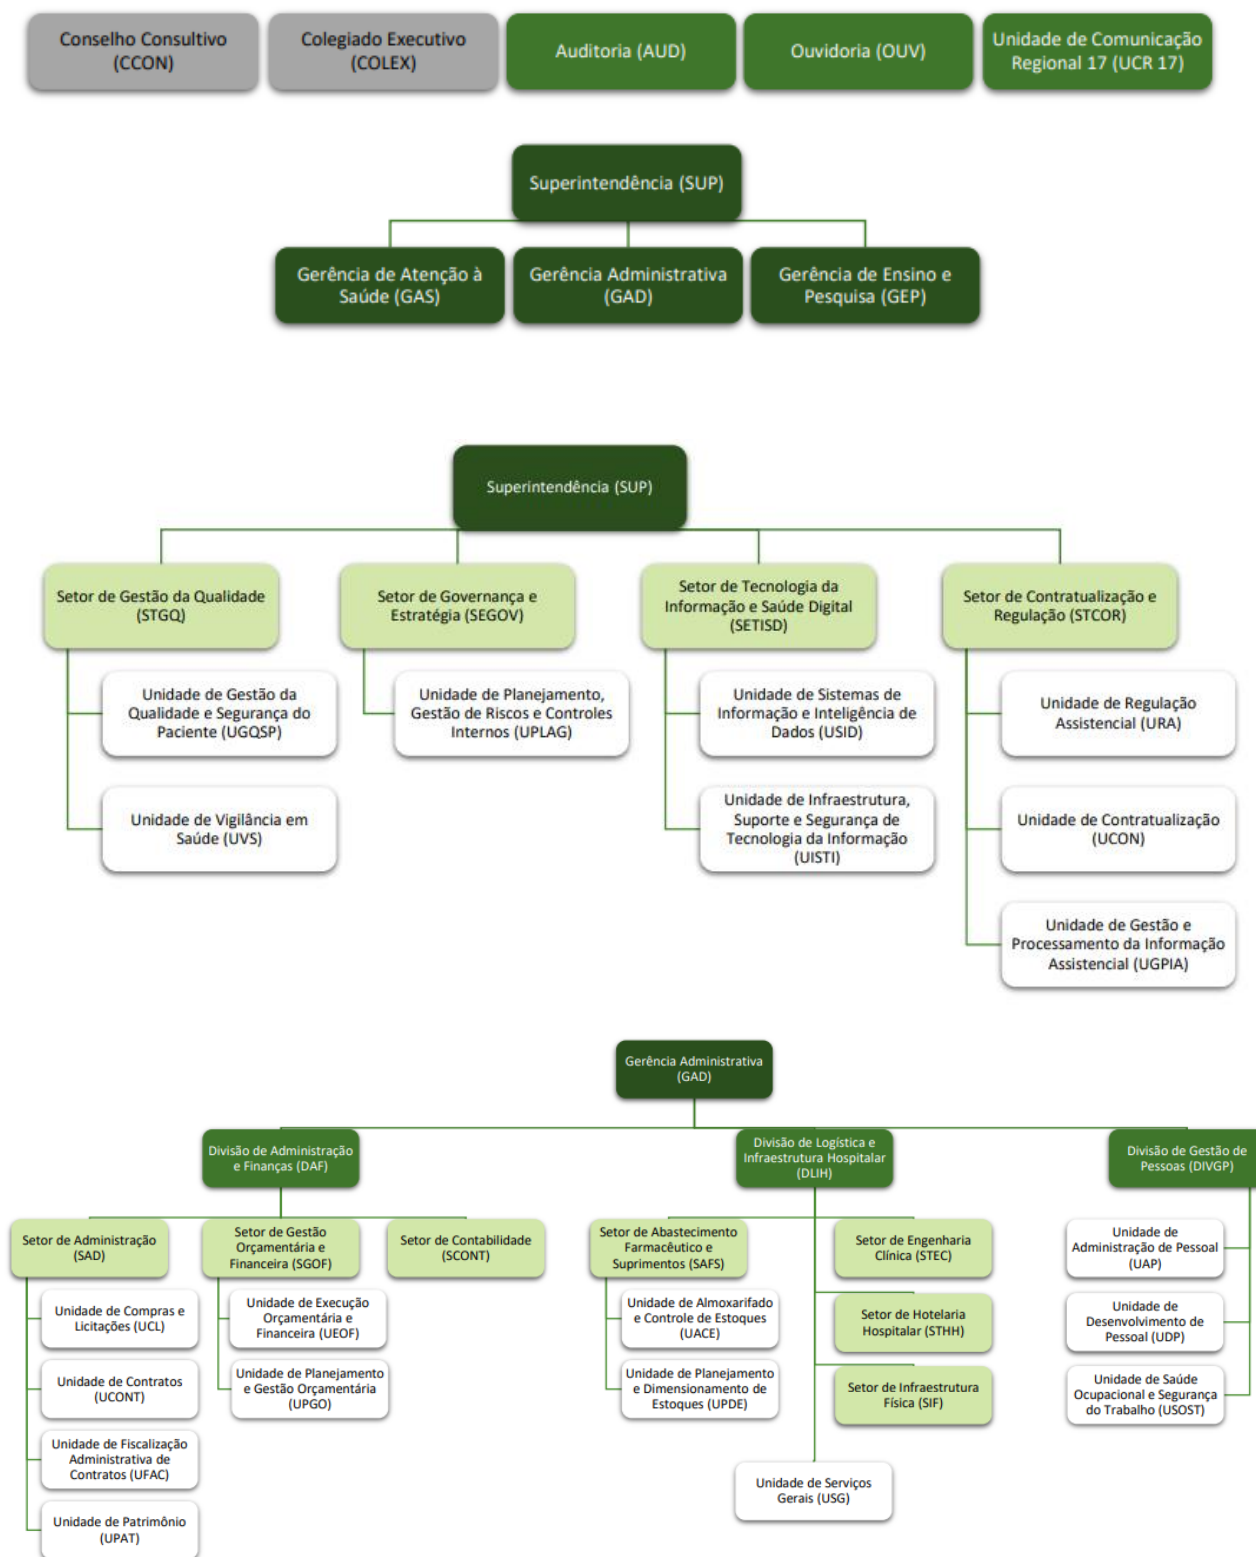 Conselho Consultivo
(CCON)
Colegiado Executivo
(COLEX)
Auditoria (AUD)
Ouvidoria (OUV)
Unidade de Comunicação
Regional 17 (UCR 17)
Superintendência (SUP)
Gerência de Atenção à
Saúde (GAS)
Gerência Administrativa
(GAD)
Gerência de Ensino e
Pesquisa (GEP)
Superintendência (SUP)
Setor de Gestão da Qualidade
(STGQ)
Unidade de Gestão da
Qualidade e Segurança do
Paciente (UGQSP)
Unidade de Vigilância em
Saúde (UVS)
Setor de Governança e
Estratégia (SEGOV)
Unidade de Planejamento,
Gestão de Riscos e Controles
Internos (UPLAG)
Setor de Tecnologia da
Informação e Saúde Digital
(SETISD)
Unidade de Sistemas de
Informação e Inteligência de
Dados (USID)
Unidade de Infraestrutura,
Suporte e Segurança de
Tecnologia da Informação
(UISTI)
Setor de Contratualização e
Regulação (STCOR)
Unidade de Regulação
Assistencial (URA)
Unidade de Contratualização
(UCON)
Unidade de Gestão e
Processamento da Informação
Assistencial (UGPIA)
Gerência Administrativa
(GAD)
Divisão de Administração
e Finanças (DAF)
Setor de Administração
(SAD)
Unidade de Compras e
Licitações (UCL)
Unidade de Contratos
(UCONT)
Unidade de Fiscalização
Administrativa de
Contratos (UFAC)
Unidade de Patrimônio
(UPAT)
Setor de Gestão
Orçamentária e
Financeira (SGOF)
Unidade de Execução
Orçamentária e
Financeira (UEOF)
Unidade de Planejamento
e Gestão Orçamentária
(UPGO)
Setor de Contabilidade
(SCONT)
Divisão de Logística e
Infraestrutura Hospitalar
(DLIH)
Setor de Abastecimento
Farmacêutico e
Suprimentos (SAFS)
Unidade de Almoxarifado
e Controle de Estoques
(UACE)
Unidade de Planejamento
e Dimensionamento de
Estoques (UPDE)
Setor de Engenharia
Clínica (STEC)
Setor de Hotelaria
Hospitalar (STHH)
Setor de Infraestrutura
Física (SIF)
Unidade de Serviços
Gerais (USG)
Divisão de Gestão de
Pessoas (DIVGP)
Unidade de
Administração de Pessoal
(UAP)
Unidade de
Desenvolvimento de
Pessoal (UDP)
Unidade de Saúde
Ocupacional e Segurança
do Trabalho (USOST)